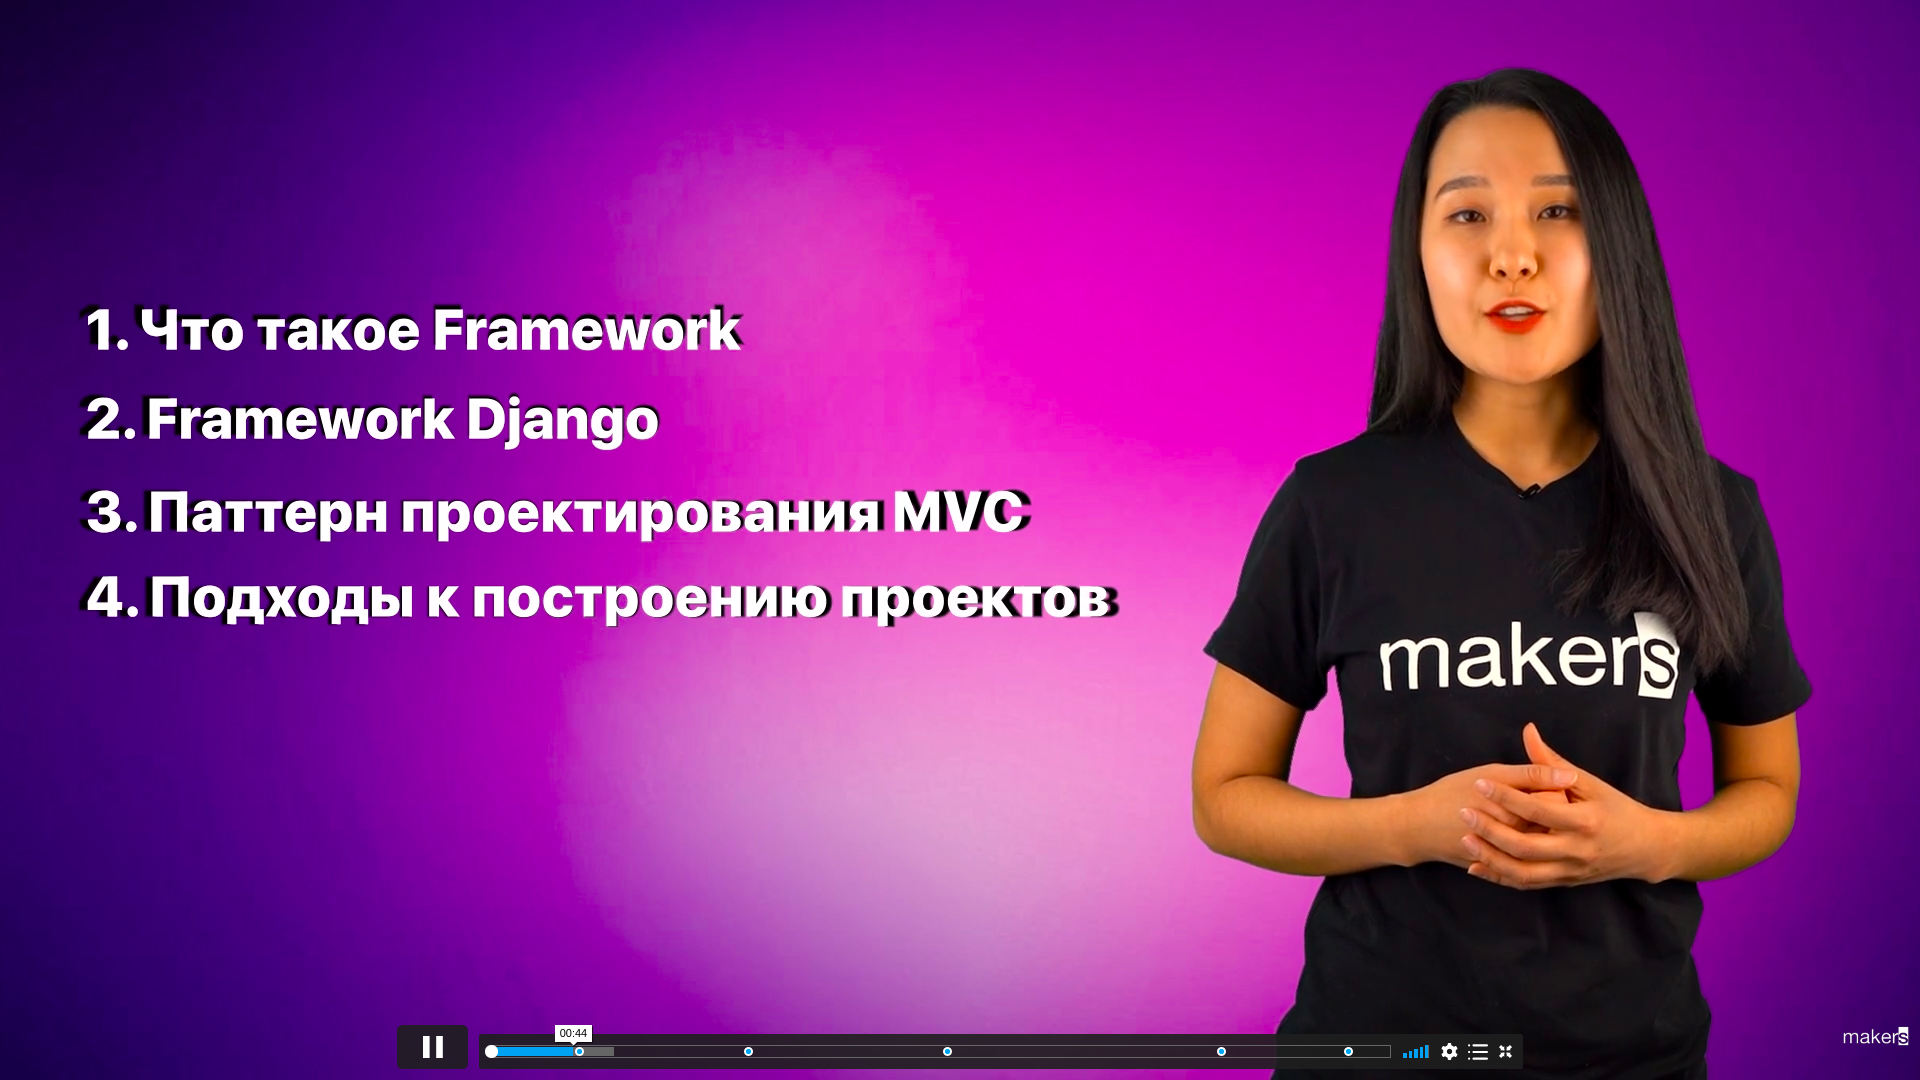 1. Что такое Framework
2. Framework Django
3. Паттерн проектирования MVC
4. Подходы к построению проектов
makers
00:44
makers